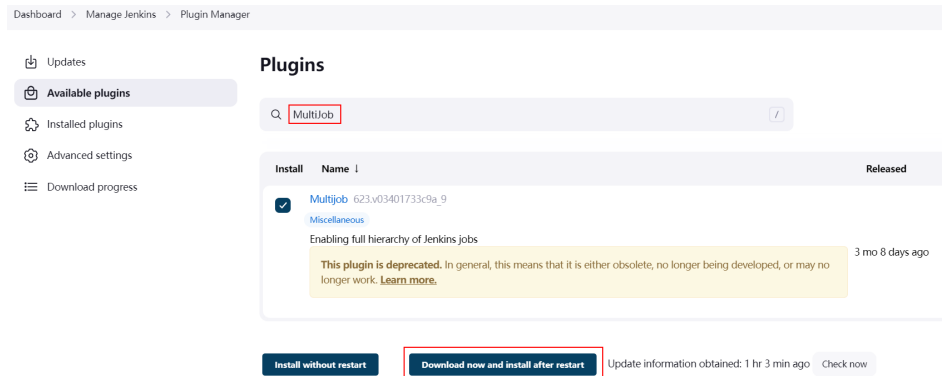 Dashboard > Manage Jenkins > Plugin Manager
Updates
Available plugins
Installed plugins
Advanced settings
Download progress
Plugins
MultiJob /
Install Name ↓ Released
Multijob 623.v03401733c9a_9
Miscellaneous
Enabling full hierarchy of Jenkins jobs
This plugin is deprecated. In general, this means that it is either obsolete, no longer being developed, or may no
longer work. Learn more.
3 mo 8 days ago
Install without restart Download now and install after restart Update information obtained: 1 hr 3 min ago Check now